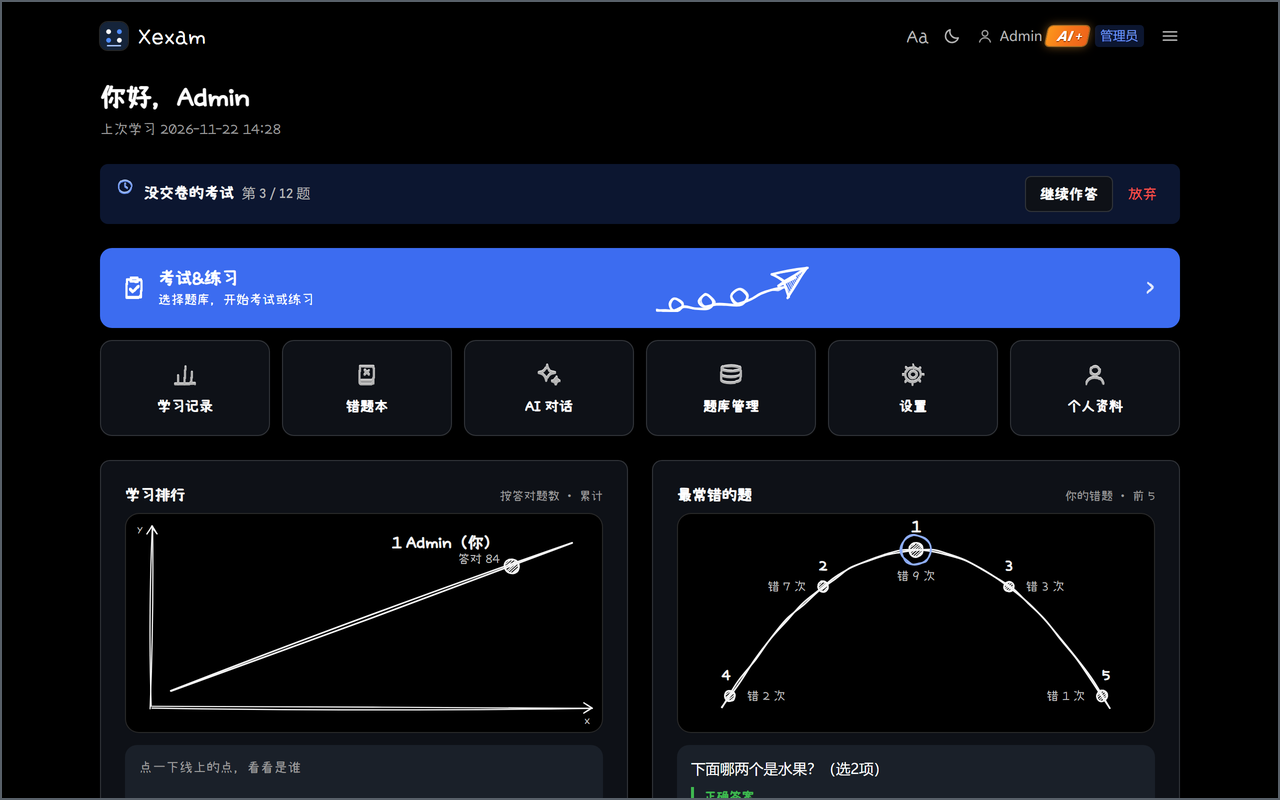 Xexam
Aa
Admin
AI+
管理员
你好，Admin
上次学习 2026-11-22 14:28
没交卷的考试 第 3 / 12 题
继续作答
放弃
考试&练习
选择题库，开始考试或练习
学习记录
错题本
AI 对话
题库管理
设置
个人资料
学习排行
按答对题数 • 累计
y
1 Admin（你）
答对 84
x
点一下线上的点，看看是谁
最常错的题
你的错题 • 前 5
1
错 9 次
2
错 7 次
3
错 3 次
4
错 2 次
5
错 1 次
下面哪两个是水果？（选2项）
正确答案